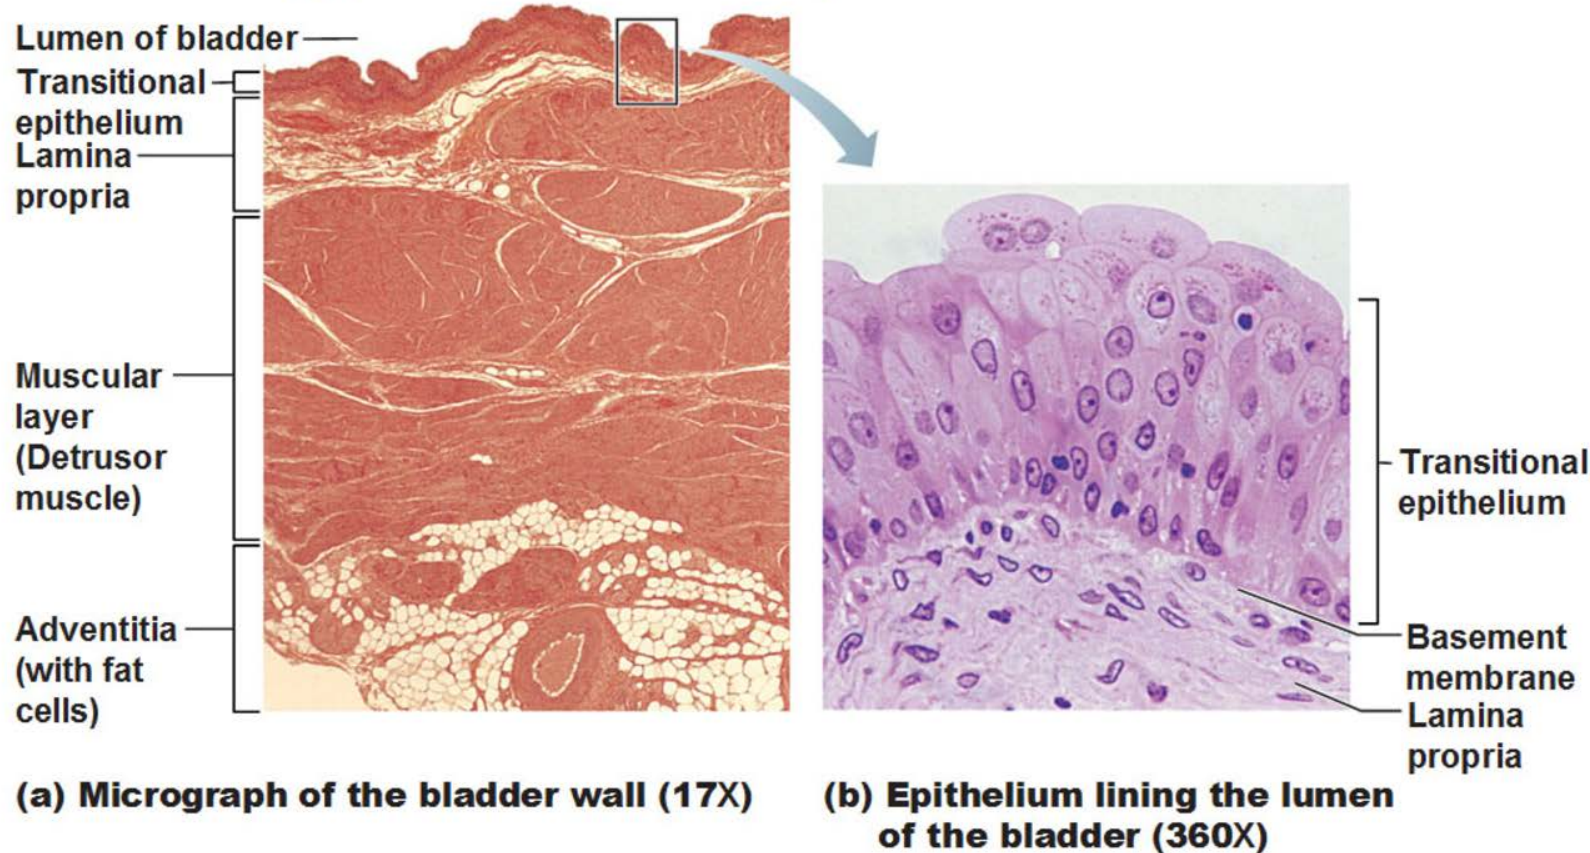 Lumen of bladder
Transitional
epithelium
Lamina
propria
Muscular
layer
(Detrusor
muscle)
Adventitia
(with fat
cells)
(a) Micrograph of the bladder wall (17X)
Transitional
epithelium
Basement
membrane
Lamina
propria
(b) Epithelium lining the lumen
of the bladder (360X)